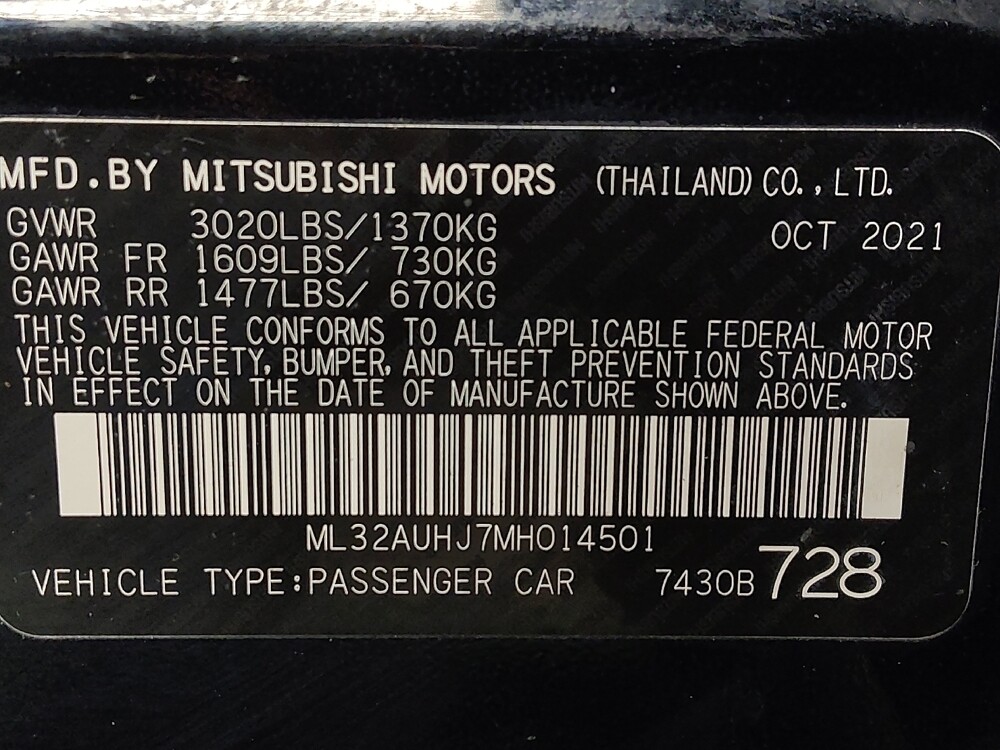 MFD.BY MITSUBISHI MOTORS (THAILAND) CO., LTD.
GVWR 3020LBS/1370KG OCT 2021
GAWR FR 1609LBS/ 730KG
GAWR RR 1477LBS/ 670KG
THIS VEHICLE CONFORMS TO ALL APPLICABLE FEDERAL MOTOR
VEHICLE SAFETY, BUMPER, AND THEFT PREVENTION STANDARDS
IN EFFECT ON THE DATE OF MANUFACTURE SHOWN ABOVE.
ML32AUHJ7MH014501
VEHICLE TYPE:PASSENGER CAR 7430B728